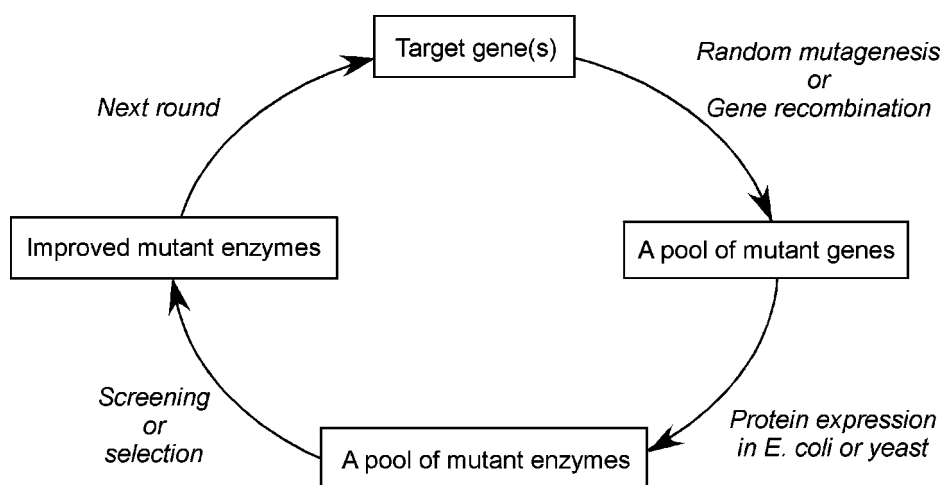 Target gene(s)
Random mutagenesis
or
Gene recombination
Next round
Improved mutant enzymes
A pool of mutant genes
Screening
or
selection
Protein expression
in E. coli or yeast
A pool of mutant enzymes